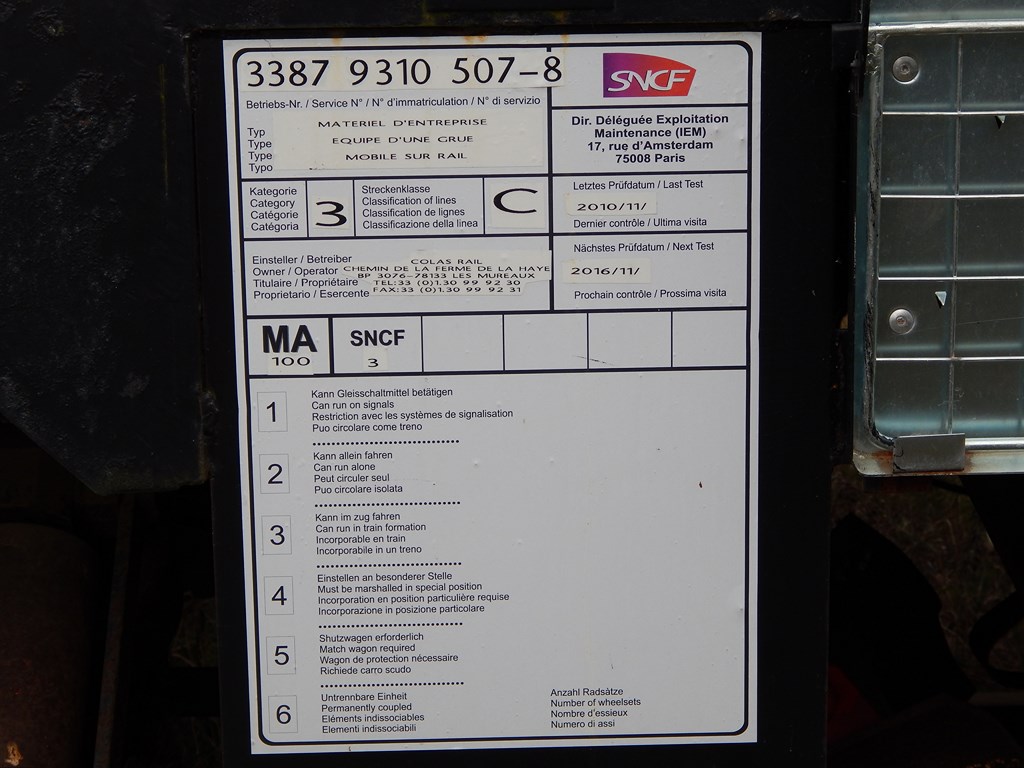 3387 9310 507-8
SNCF
Betriebs-Nr. / Service N° / N° d'immatriculation / N° di servizio
Typ
Type
Type
Typo
MATERIEL D'ENTREPRISE
EQUIPE D'UNE GRUE
MOBILE SUR RAIL
Dir. Déléguée Exploitation
Maintenance (IEM)
17, rue d'Amsterdam
75008 Paris
Kategorie
Category
Catégorie
Catégoria
3
Streckenklasse
Classification of lines
Classification de lignes
Classificazione della linea
C
Letztes Prüfdatum / Last Test
2010/11/
Dernier contrôle / Ultima visita
Einsteller / Betreiber
Owner / Operator
Titulaire / Propriétaire
Proprietario / Esercente
COLAS RAIL
CHEMIN DE LA FERME DE LA HAYE
BP 3076-78133 LES MUREAUX
TEL:33 (0)1.30 99 92 30
FAX:33 (0)1.30 99 92 31
Nächstes Prüfdatum / Next Test
2016/11/
Prochain contrôle / Prossima visita
MA
100
SNCF
3
1
Kann Gleisschaltmittel betätigen
Can run on signals
Restriction avec les systèmes de signalisation
Puo circolare come treno
2
Kann allein fahren
Can run alone
Peut circuler seul
Puo circolare isolata
3
Kann im zug fahren
Can run in train formation
Incorporable en train
Incorporabile in un treno
4
Einstellen an besonderer Stelle
Must be marshalled in special position
Incorporation en position particulière requise
Incorporazione in posizione particolare
5
Shutzwagen erforderlich
Match wagon required
Wagon de protection nécessaire
Richiede carro scudo
6
Untrennbare Einheit
Permanently coupled
Eléments indissociables
Elementi indissociabili
Anzahl Radsätze
Number of wheelsets
Nombre d'essieux
Numero di assi